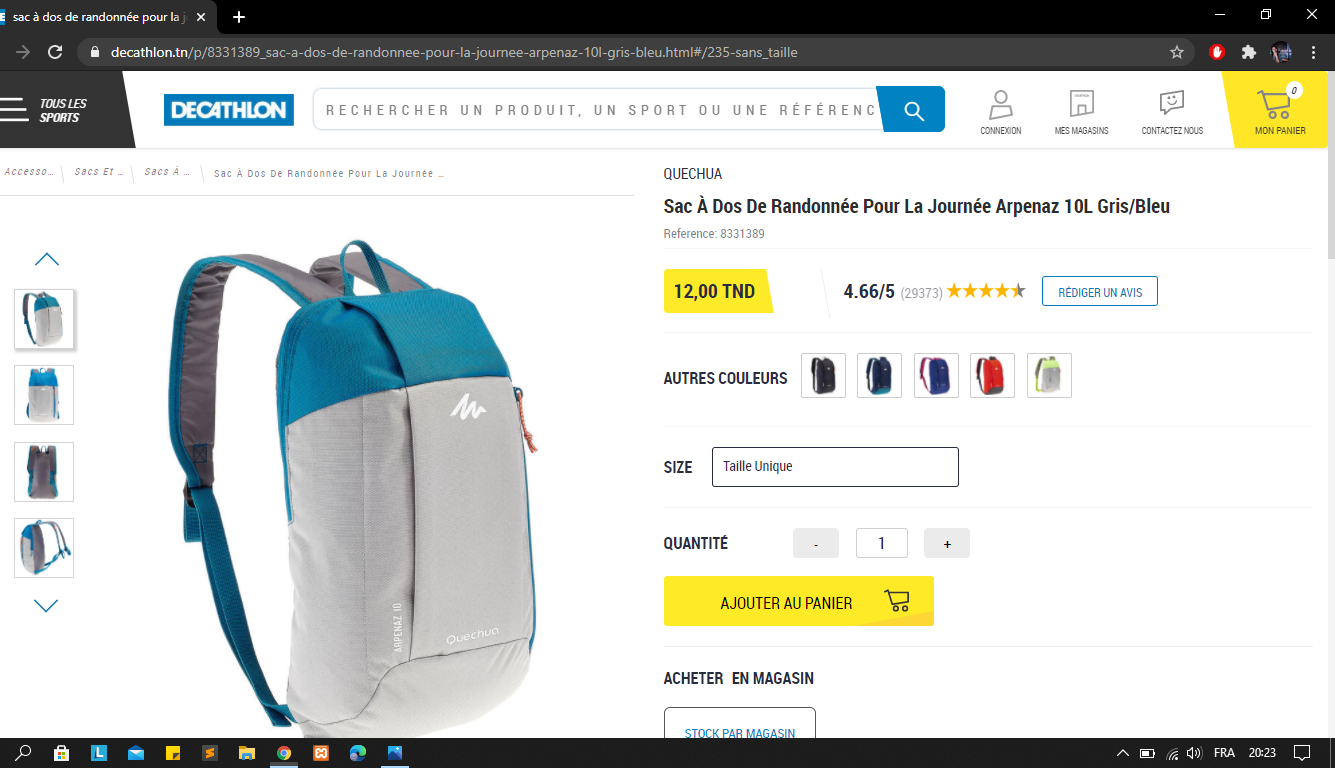 sac à dos de randonnée pour la j
decathlon.tn/p/8331389_sac-a-dos-de-randonnee-pour-la-journee-arpenaz-10l-gris-bleu.html#/235-sans_taille
TOUS LES
SPORTS
DECATHLON
RECHERCHER UN PRODUIT, UN SPORT OU UNE RÉFÉRENC
CONNEXION
MES MAGASINS
CONTACTEZ NOUS
0
MON PANIER
Accesso...
Sacs Et ...
Sacs À ...
Sac À Dos De Randonnée Pour La Journée ...
QUECHUA
Sac À Dos De Randonnée Pour La Journée Arpenaz 10L Gris/Bleu
Reference: 8331389
12,00 TND
4.66/5 (29373)
RÉDIGER UN AVIS
AUTRES COULEURS
SIZE
Taille Unique
QUANTITÉ
- 1 +
AJOUTER AU PANIER
ACHETER EN MAGASIN
STOCK PAR MAGASIN
ARPENAZ 10
Quechua
FRA
20:23